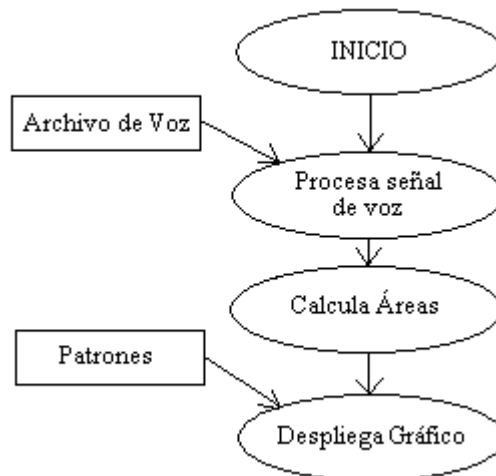 INICIO
Archivo de Voz
Procesa señal
de voz
Calcula Áreas
Patrones
Despliega Gráfico